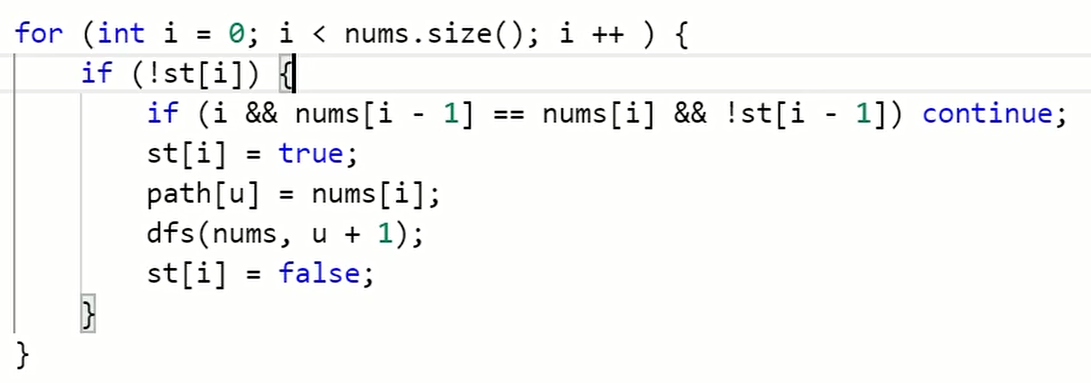 for (int i = 0; i < nums.size(); i ++ ) {
    if (!st[i]) {
        if (i && nums[i - 1] == nums[i] && !st[i - 1]) continue;
        st[i] = true;
        path[u] = nums[i];
        dfs(nums, u + 1);
        st[i] = false;
    }
}